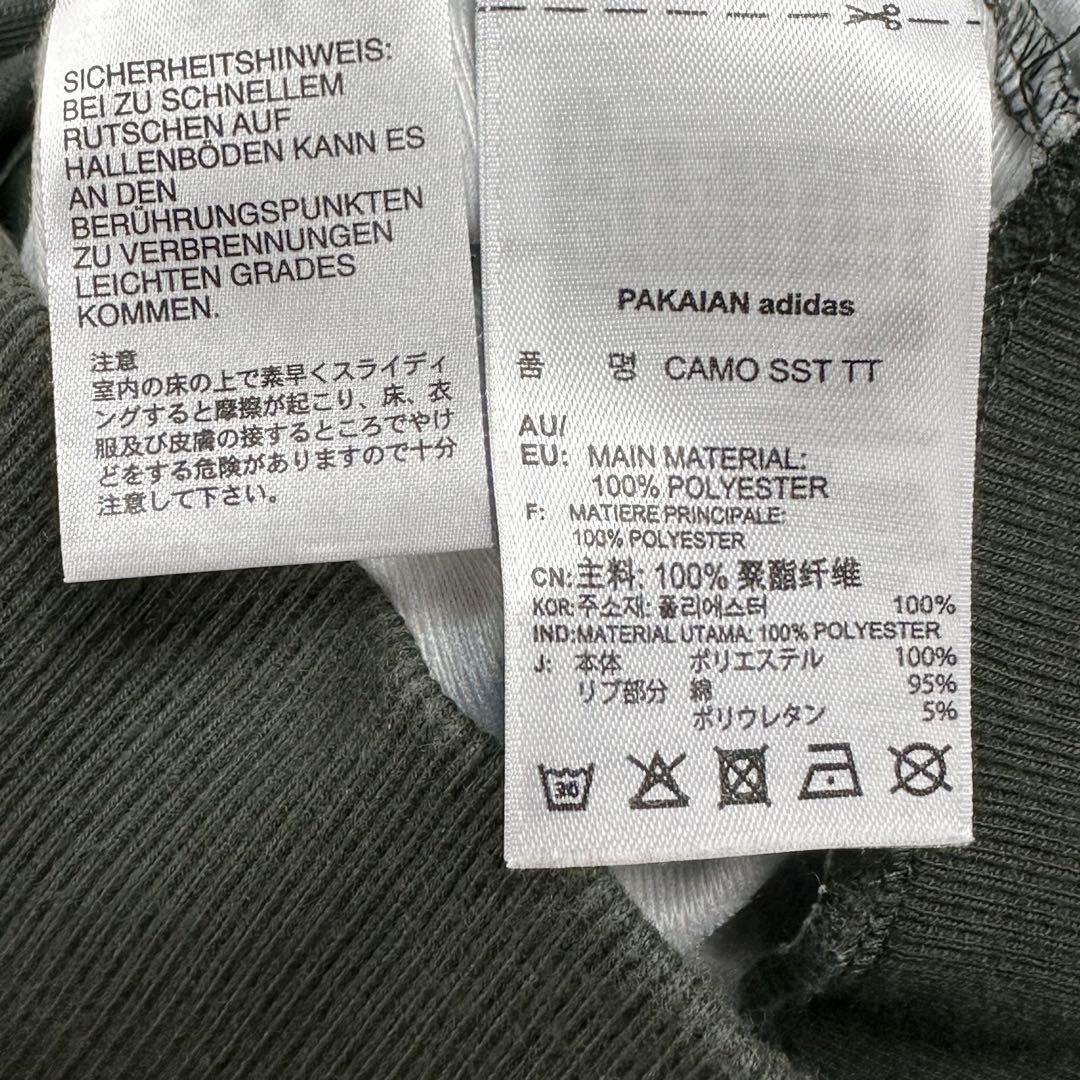 SICHERHEITSHINWEIS:
BEI ZU SCHNELLEM
RUTSCHEN AUF
HALLENBÖDEN KANN ES
AN DEN
BERÜHRUNGSPUNKTEN
ZU VERBRENNUNGEN
LEICHTEN GRADES
KOMMEN.
注意
室内の床の上で素早くスライディ
ングすると摩擦が起こり、床、衣
服及び皮膚の接するところでやけ
どをする危険がありますので十分
注意して下さい。
PAKAIAN adidas
품 명 CAMO SST TT
AU/
EU: MAIN MATERIAL:
100% POLYESTER
F: MATIERE PRINCIPALE:
100% POLYESTER
CN: 主料: 100% 聚酯纤维
KOR: 주소재: 폴리에스터 100%
IND: MATERIAL UTAMA: 100% POLYESTER
J: 本体 ポリエステル 100%
リブ部分 綿 95%
ポリウレタン 5%
30